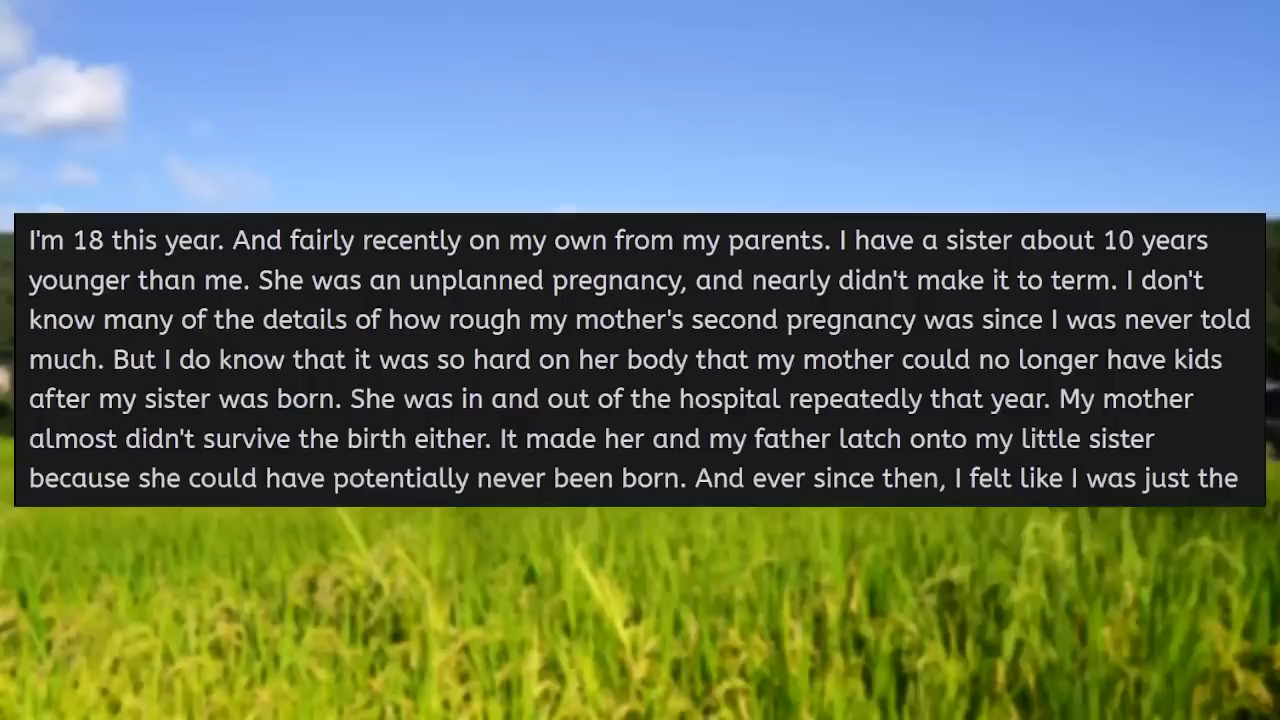 I'm 18 this year. And fairly recently on my own from my parents. I have a sister about 10 years
younger than me. She was an unplanned pregnancy, and nearly didn't make it to term. I don't
know many of the details of how rough my mother's second pregnancy was since I was never told
much. But I do know that it was so hard on her body that my mother could no longer have kids
after my sister was born. She was in and out of the hospital repeatedly that year. My mother
almost didn't survive the birth either. It made her and my father latch onto my little sister
because she could have potentially never been born. And ever since then, I felt like I was just the